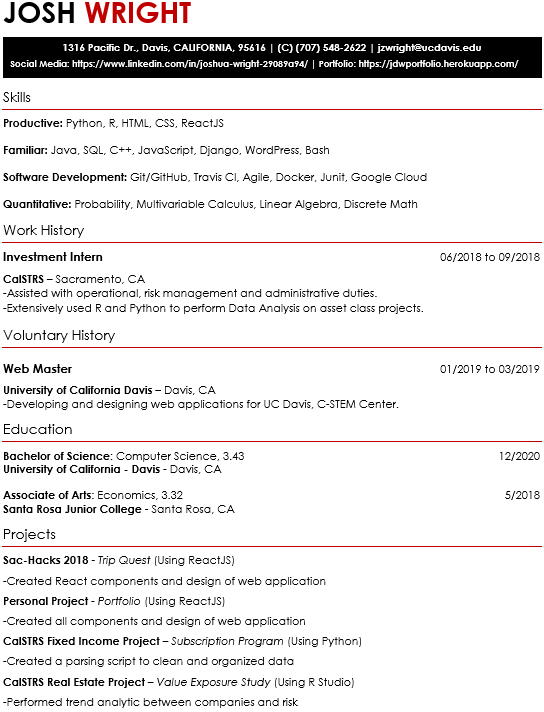 JOSH WRIGHT
1316 Pacific Dr., Davis, CALIFORNIA, 95616 | (C) (707) 548-2622 | jzwright@ucdavis.edu
Social Media: https://www.linkedin.com/in/joshua-wright-29089a94/ | Portfolio: https://jdwportfolio.herokuapp.com/
Skills
Productive: Python, R, HTML, CSS, ReactJS
Familiar: Java, SQL, C++, JavaScript, Django, WordPress, Bash
Software Development: Git/GitHub, Travis CI, Agile, Docker, Junit, Google Cloud
Quantitative: Probability, Multivariable Calculus, Linear Algebra, Discrete Math
Work History
Investment Intern 06/2018 to 09/2018
CalSTRS – Sacramento, CA
-Assisted with operational, risk management and administrative duties.
-Extensively used R and Python to perform Data Analysis on asset class projects.
Voluntary History
Web Master 01/2019 to 03/2019
University of California Davis – Davis, CA
-Developing and designing web applications for UC Davis, C-STEM Center.
Education
Bachelor of Science: Computer Science, 3.43 12/2020
University of California - Davis - Davis, CA
Associate of Arts: Economics, 3.32 5/2018
Santa Rosa Junior College - Santa Rosa, CA
Projects
Sac-Hacks 2018 - Trip Quest (Using ReactJS)
-Created React components and design of web application
Personal Project - Portfolio (Using ReactJS)
-Created all components and design of web application
CalSTRS Fixed Income Project – Subscription Program (Using Python)
-Created a parsing script to clean and organized data
CalSTRS Real Estate Project – Value Exposure Study (Using R Studio)
-Performed trend analytic between companies and risk